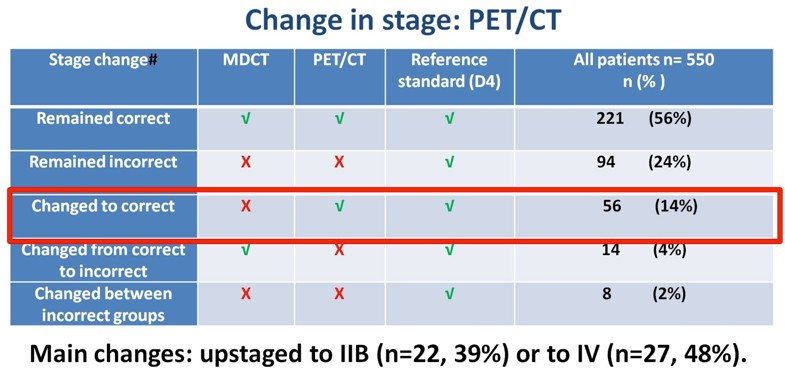 Change in stage: PET/CT
Stage change# MDCT PET/CT Reference standard (D4) All patients n= 550 n (% )
Remained correct √ √ √ 221 (56%)
Remained incorrect X X √ 94 (24%)
Changed to correct X √ √ 56 (14%)
Changed from correct to incorrect √ X √ 14 (4%)
Changed between incorrect groups X X √ 8 (2%)
Main changes: upstaged to IIB (n=22, 39%) or to IV (n=27, 48%).